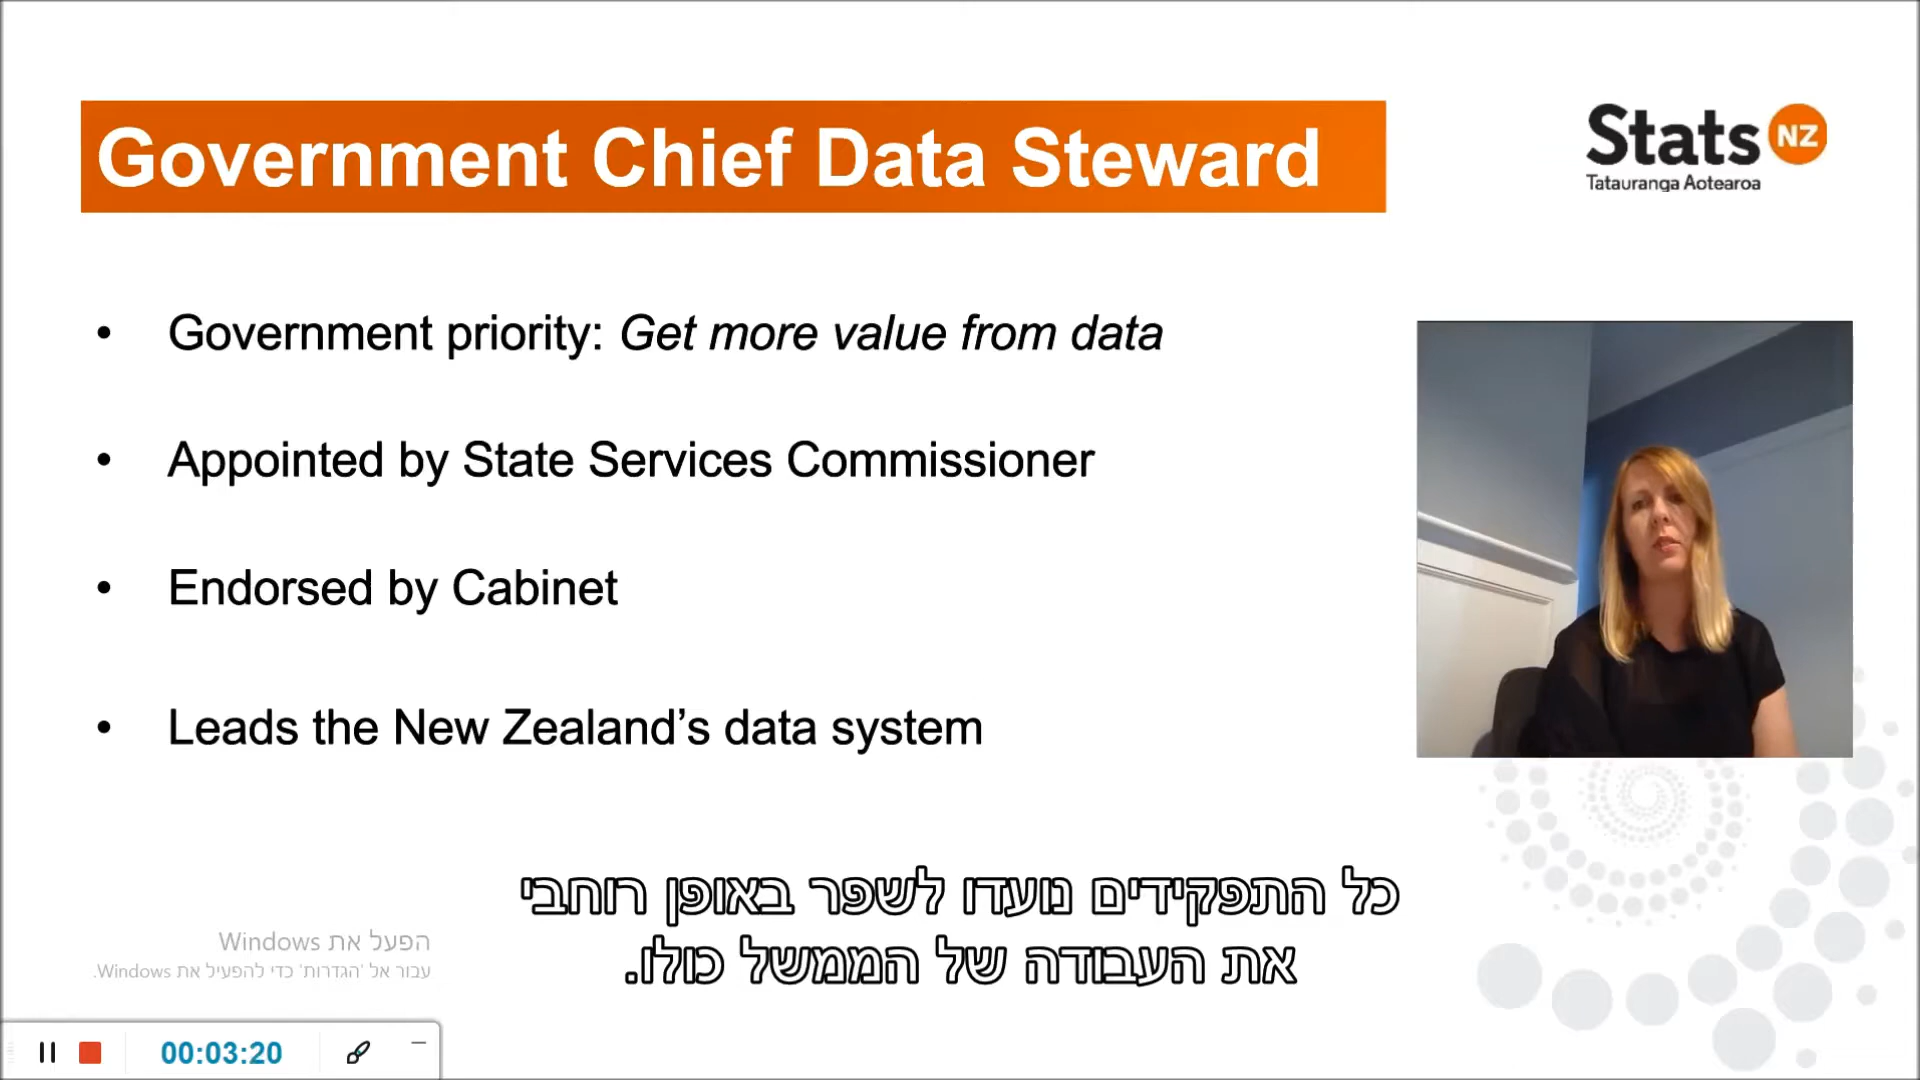 Government Chief Data Steward
Stats NZ
Tatauranga Aotearoa
• Government priority: Get more value from data
• Appointed by State Services Commissioner
• Endorsed by Cabinet
• Leads the New Zealand’s data system
כל התפקידים נועדו לשפר באופן רוחבי
את העבודה של הממשל כולו.
הפעל את Windows
עבור אל 'הגדרות' כדי להפעיל את Windows.
00:03:20